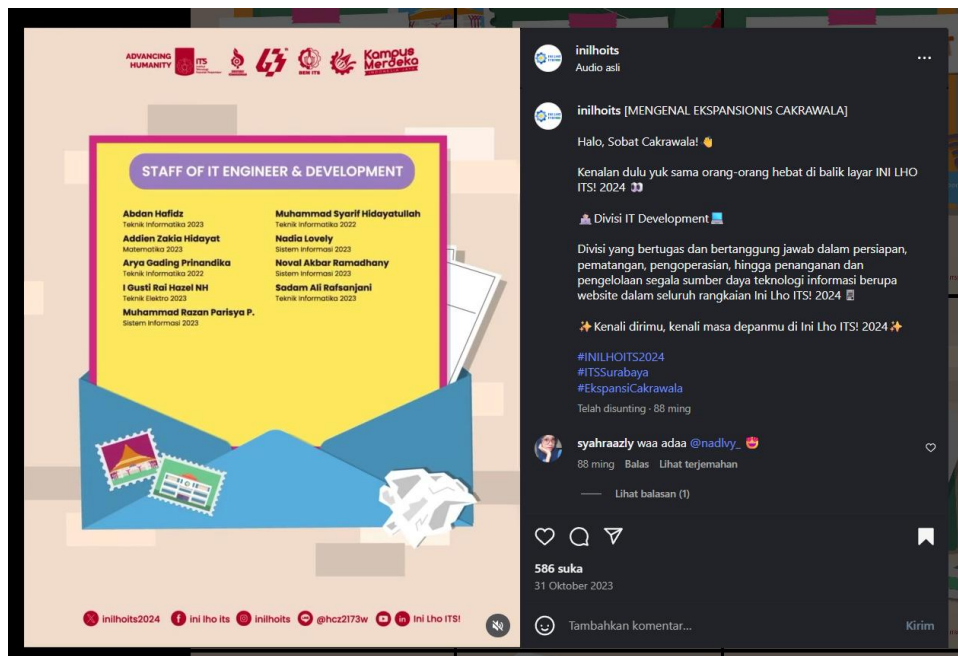 ADVANCING
HUMANITY
ITS
BEM ITS
Kampus
Merdeka
STAFF OF IT ENGINEER & DEVELOPMENT
Abdan Hafidz
Teknik Informatika 2023
Addien Zakia Hidayat
Matematika 2023
Arya Gading Prinandika
Teknik Informatika 2022
I Gusti Rai Hazel NH
Teknik Elektro 2023
Muhammad Razan Parisya P.
Sistem Informasi 2023
Muhammad Syarif Hidayatullah
Teknik Informatika 2022
Nadia Lovely
Sistem Informasi 2023
Noval Akbar Ramadhany
Sistem Informasi 2023
Sadam Ali Rafsanjani
Teknik Informatika 2023
inilhoits2024
ini lho its
inilhoits
@hcz2173w
Ini Lho ITS!
inilhoits
Audio asli
inilhoits [MENGENAL EKSPANSIONIS CAKRAWALA]
Halo, Sobat Cakrawala! 👋
Kenalan dulu yuk sama orang-orang hebat di balik layar INI LHO
ITS! 2024 👀
Divisi IT Development💻
Divisi yang bertugas dan bertanggung jawab dalam persiapan,
pematangan, pengoperasian, hingga penanganan dan
pengelolaan segala sumber daya teknologi informasi berupa
website dalam seluruh rangkaian Ini Lho ITS! 2024
✨Kenali dirimu, kenali masa depanmu di Ini Lho ITS! 2024✨
#INILHOITS2024
#ITSSurabaya
#EkspansiCakrawala
Telah disunting · 88 ming
syahraazly waa adaa @nadlvy_ 😍
88 ming Balas Lihat terjemahan
Lihat balasan (1)
586 suka
31 Oktober 2023
Tambahkan komentar...
Kirim